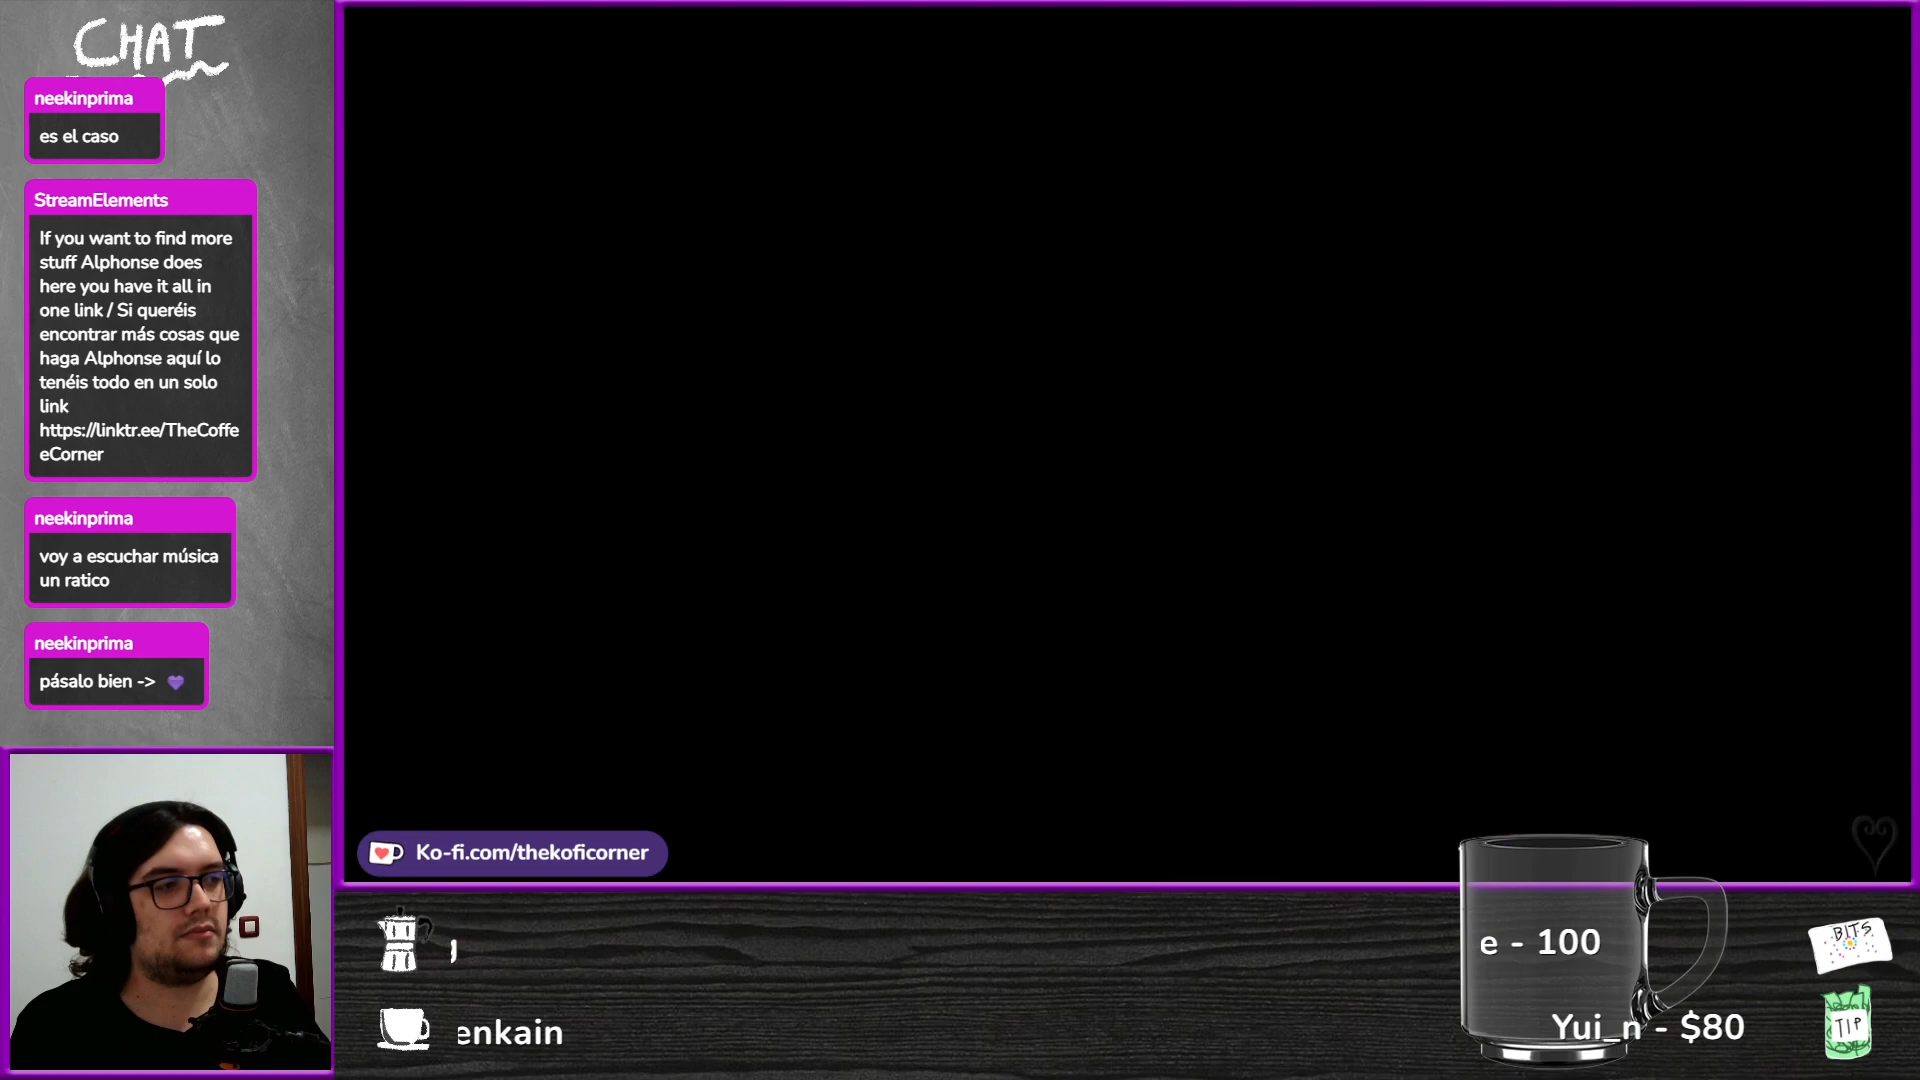 CHAT
neekinprima
es el caso
StreamElements
If you want to find more
stuff Alphonse does
here you have it all in
one link / Si queréis
encontrar más cosas que
haga Alphonse aquí lo
tenéis todo en un solo
link
https://linktr.ee/TheCoffe
eCorner
neekinprima
voy a escuchar música
un ratico
neekinprima
pásalo bien ->
Ko-fi.com/thekoficorner
e - 100
BITS
enkain
Yui_n - $80
TIP